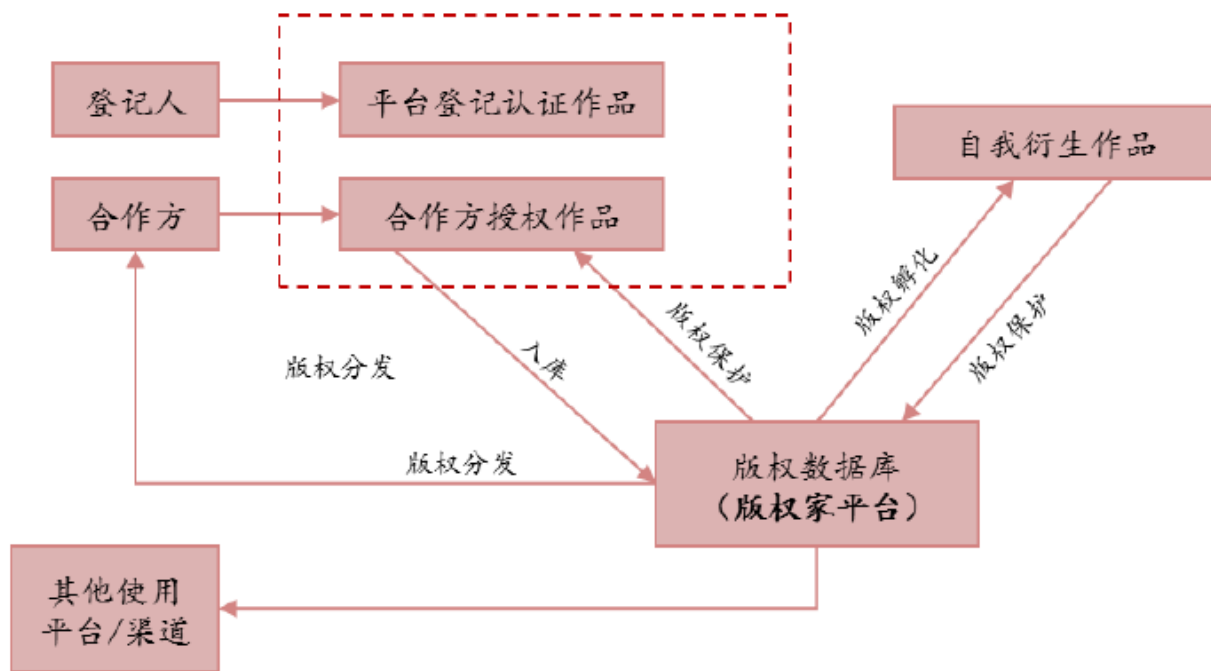 登记人
平台登记认证作品
自我衍生作品
合作方
合作方授权作品
版权孵化
版权保护
版权保护
入库
版权分发
版权分发
版权数据库
（版权家平台）
其他使用
平台/渠道